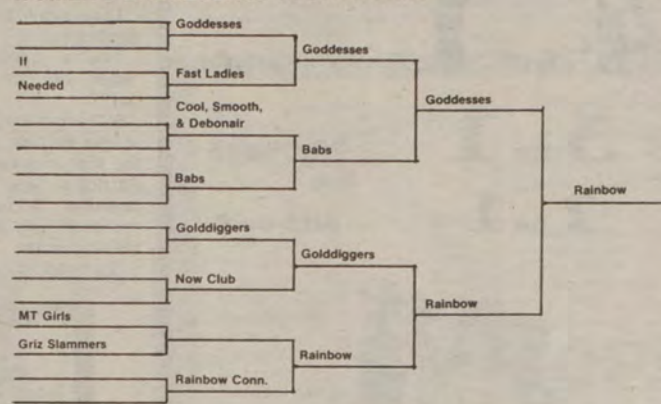 Goddesses
If
Needed
Fast Ladies
Goddesses
Cool, Smooth,
& Debonair
Babs
Babs
Goddesses
Golddiggers
Now Club
Golddiggers
MT Girls
Griz Slammers
Rainbow Conn.
Rainbow
Rainbow
Rainbow